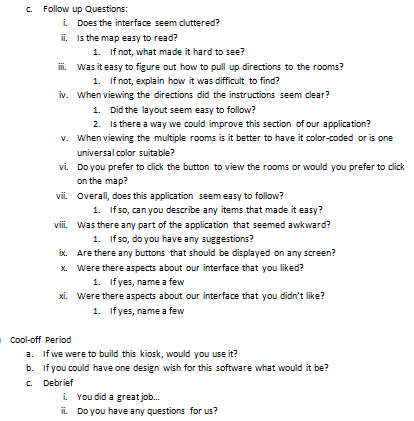 c. Follow up Questions:
i. Does the interface seem cluttered?
ii. Is the map easy to read?
1. If not, what made it hard to see?
iii. Was it easy to figure out how to pull up directions to the rooms?
1. If not, explain how it was difficult to find?
iv. When viewing the directions did the instructions seem clear?
1. Did the layout seem easy to follow?
2. Is there a way we could improve this section of our application?
v. When viewing the multiple rooms is it better to have it color-coded or is one
universal color suitable?
vi. Do you prefer to click the button to view the rooms or would you prefer to click
on the map?
vii. Overall, does this application seem easy to follow?
1. If so, can you describe any items that made it easy?
viii. Was there any part of the application that seemed awkward?
1. If so, do you have any suggestions?
ix. Are there any buttons that should be displayed on any screen?
x. Were there aspects about our interface that you liked?
1. If yes, name a few
xi. Were there aspects about our interface that you didn't like?
1. If yes, name a few
Cool-off Period
a. If we were to build this kiosk, would you use it?
b. If you could have one design wish for this software what would it be?
c. Debrief
i. You did a great job...
ii. Do you have any questions for us?